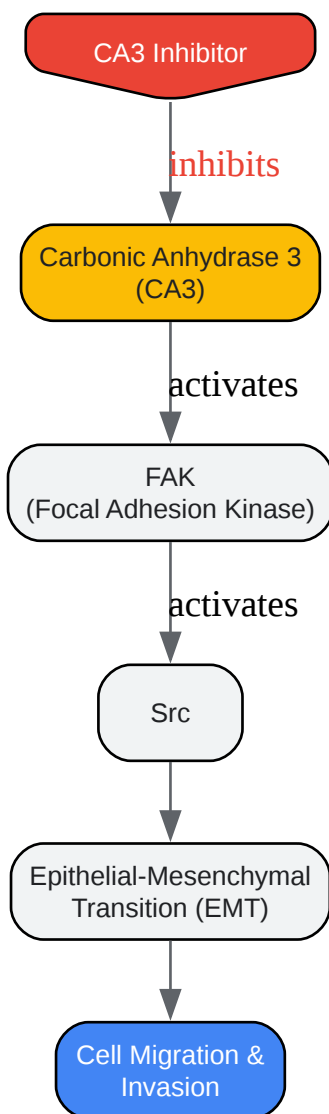 CA3 Inhibitor
inhibits
Carbonic Anhydrase 3
(CA3)
activates
FAK
(Focal Adhesion Kinase)
activates
Src
Epithelial-Mesenchymal
Transition (EMT)
Cell Migration &
Invasion